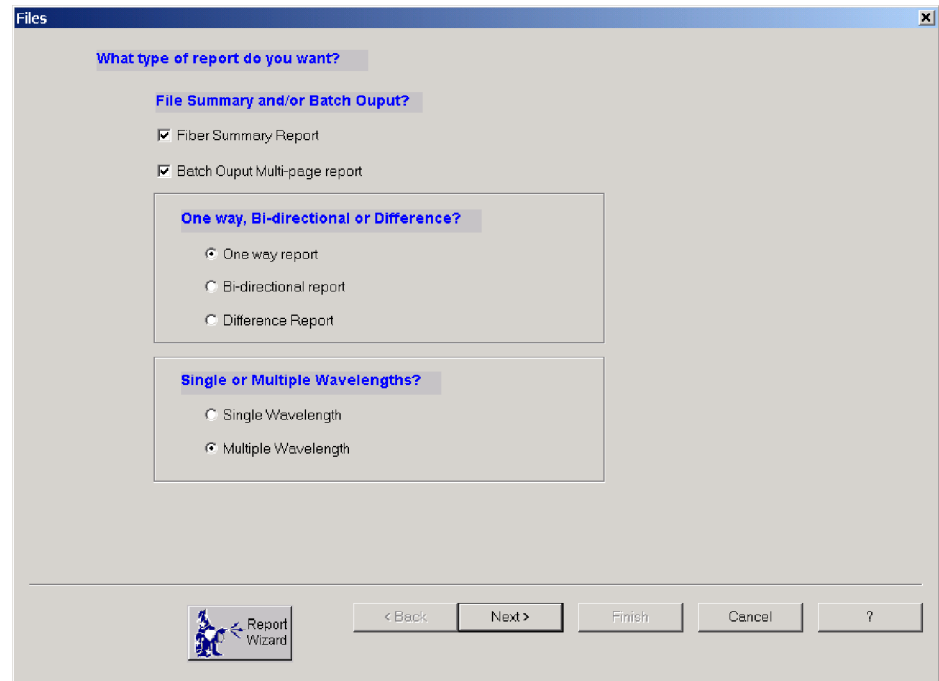 Files
What type of report do you want?
File Summary and/or Batch Ouput?
Fiber Summary Report
Batch Ouput Multi-page report
One way, Bi-directional or Difference?
One way report
Bi-directional report
Difference Report
Single or Multiple Wavelengths?
Single Wavelength
Multiple Wavelength
Report
Wizard
< Back
Next >
Finish
Cancel
?